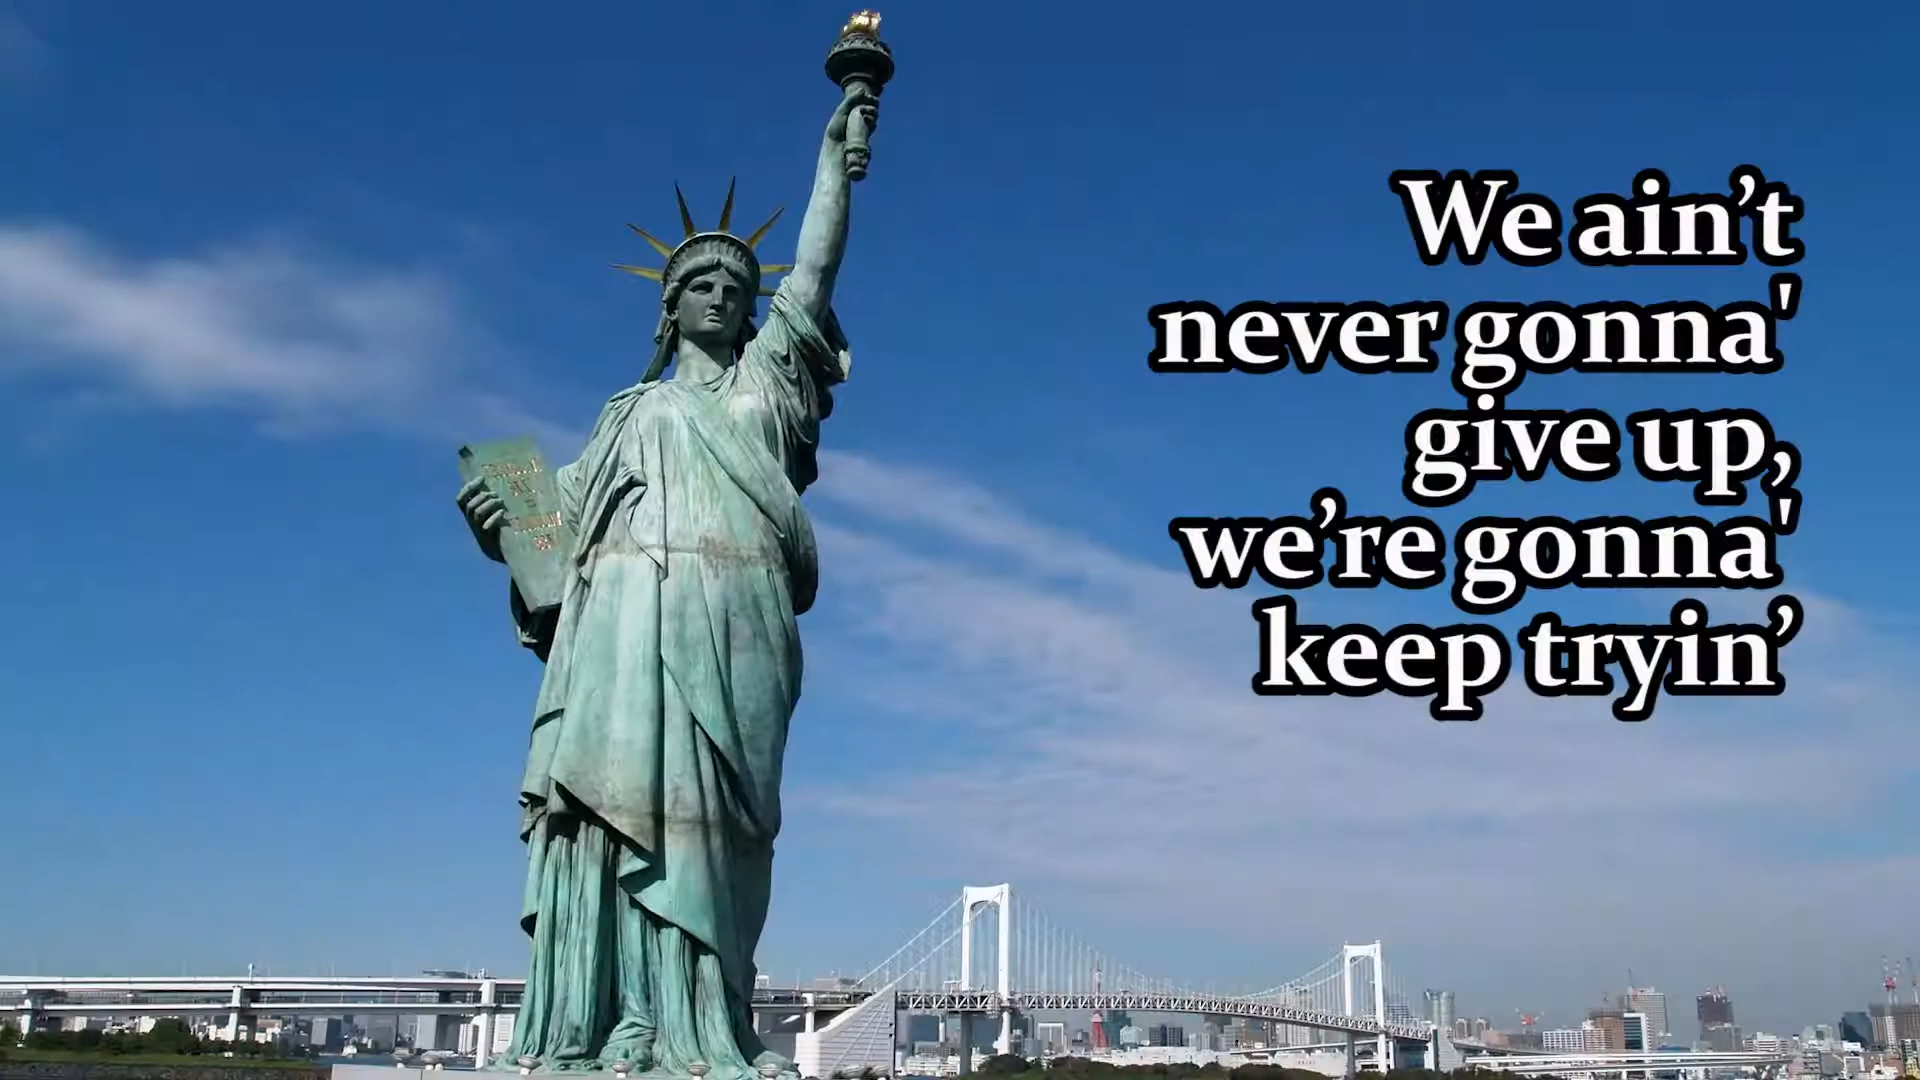 We ain’t
never gonna'
give up,
we’re gonna'
keep tryin’